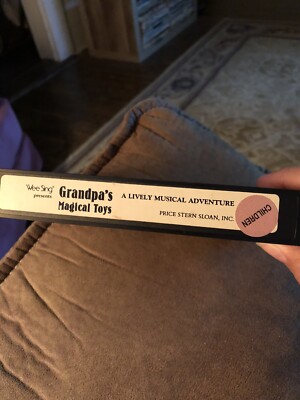 Wee Sing®
presents
Grandpa's
Magical Toys
A LIVELY MUSICAL ADVENTURE
PRICE STERN SLOAN, INC.
CHILDREN